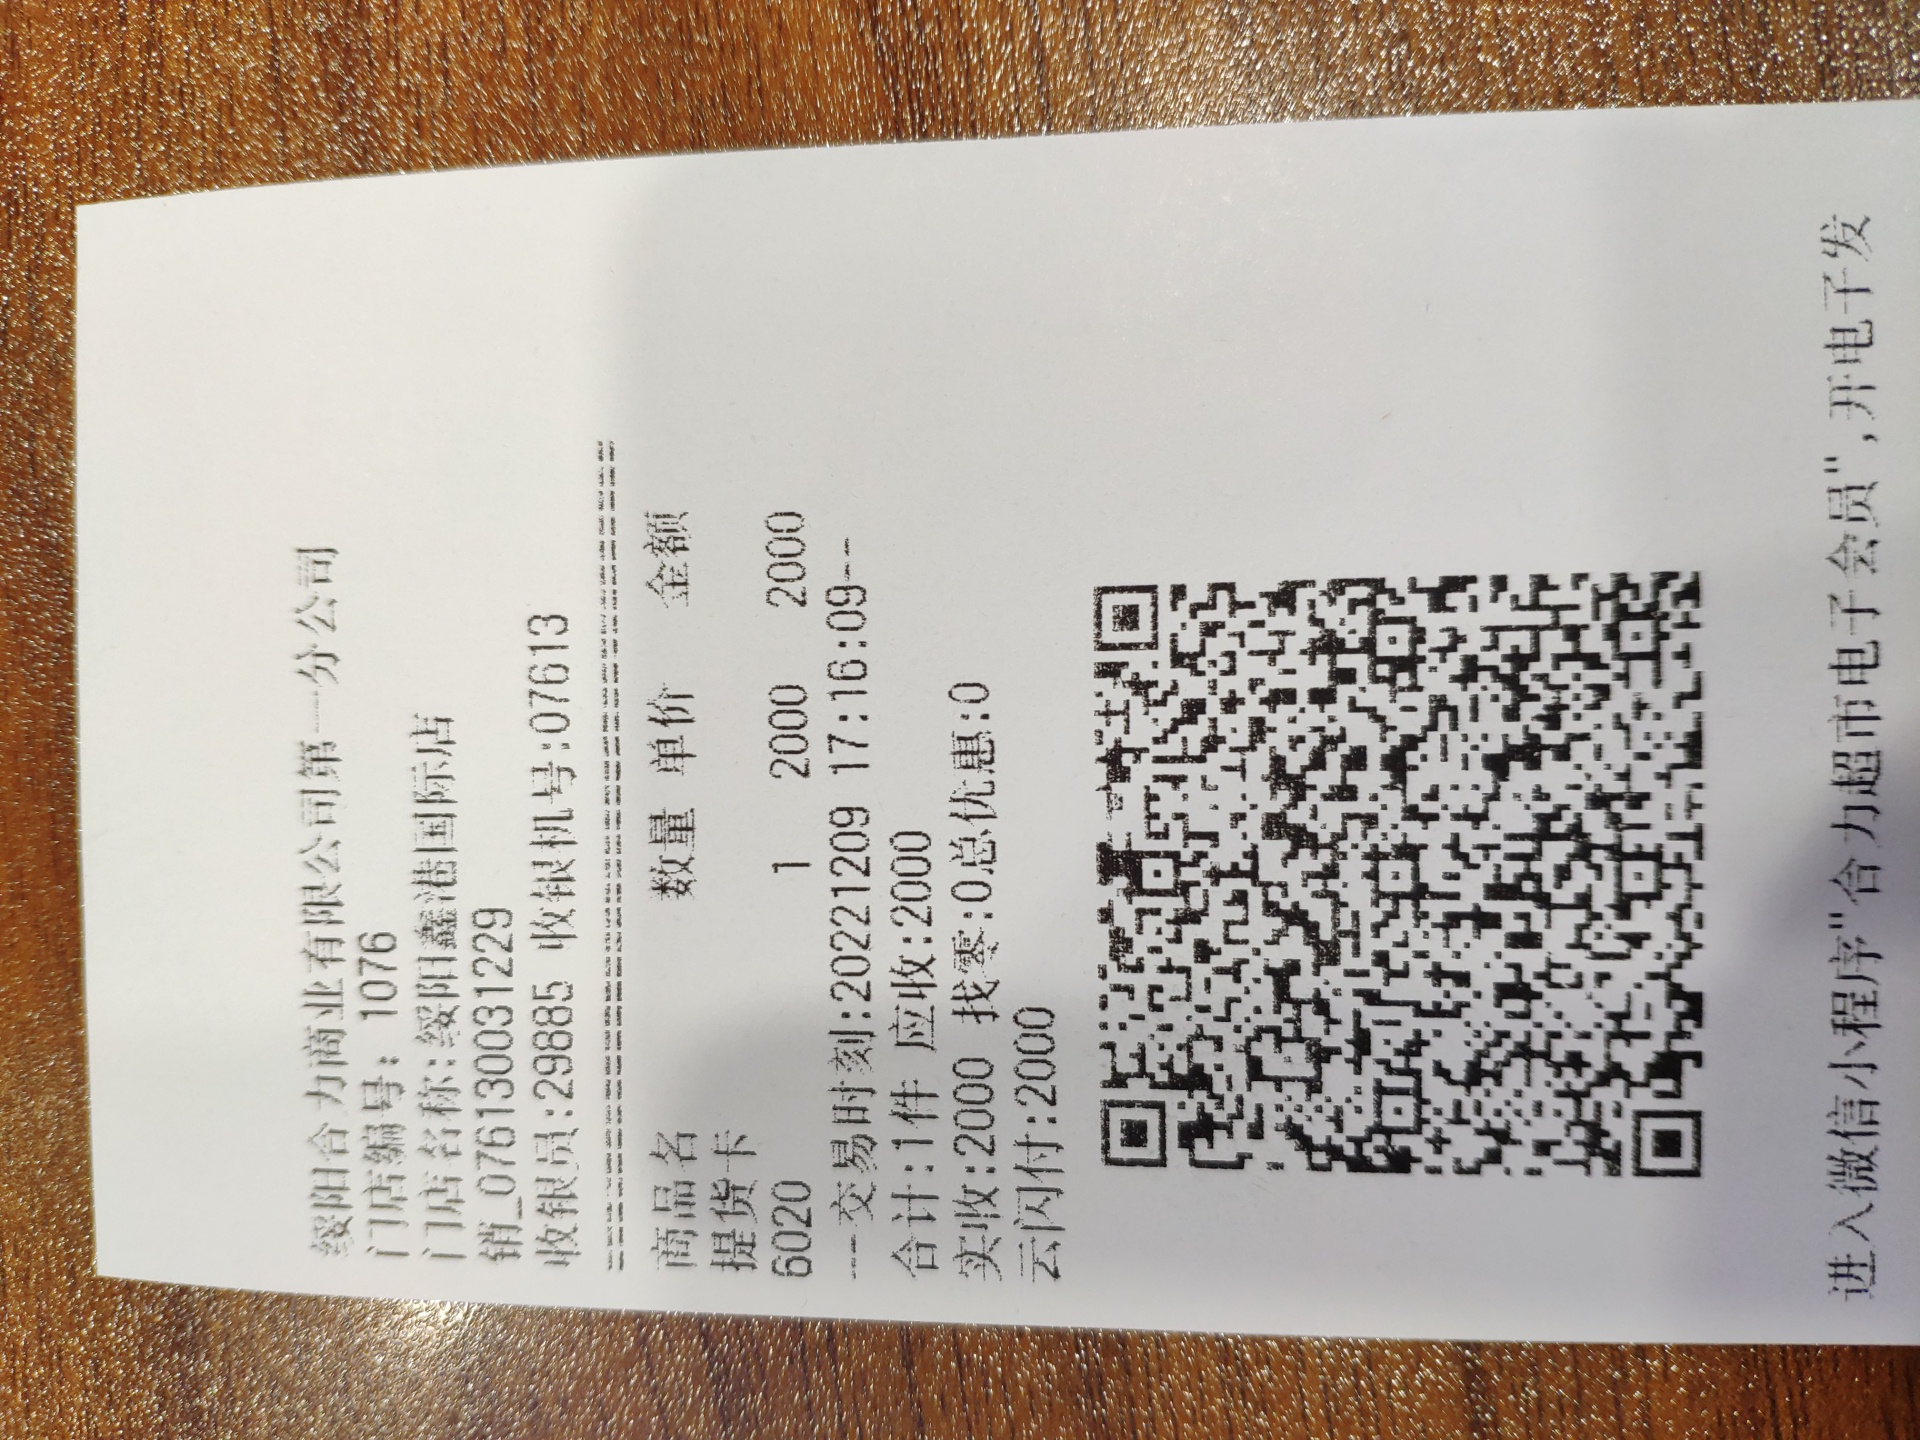 绥阳合力商业有限公司第一分公司
门店编号: 1076
门店名称:绥阳鑫港国际店
销_076130031229
收银员:29885 收银机号:07613
商品名 数量 单价 金额
提货卡
6020 1 2000 2000
---交易时刻:20221209 17:16:09--
合计:1件 应收:2000
实收:2000 找零:0总优惠:0
云闪付:2000
进入微信小程序"合力超市电子会员",开电子发